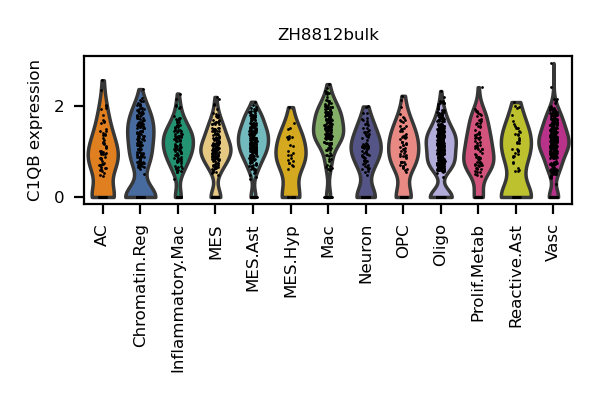 ZH8812bulk
C1QB expression
2
0
AC
Chromatin.Reg
Inflammatory.Mac
MES
MES.Ast
MES.Hyp
Mac
Neuron
OPC
Oligo
Prolif.Metab
Reactive.Ast
Vasc